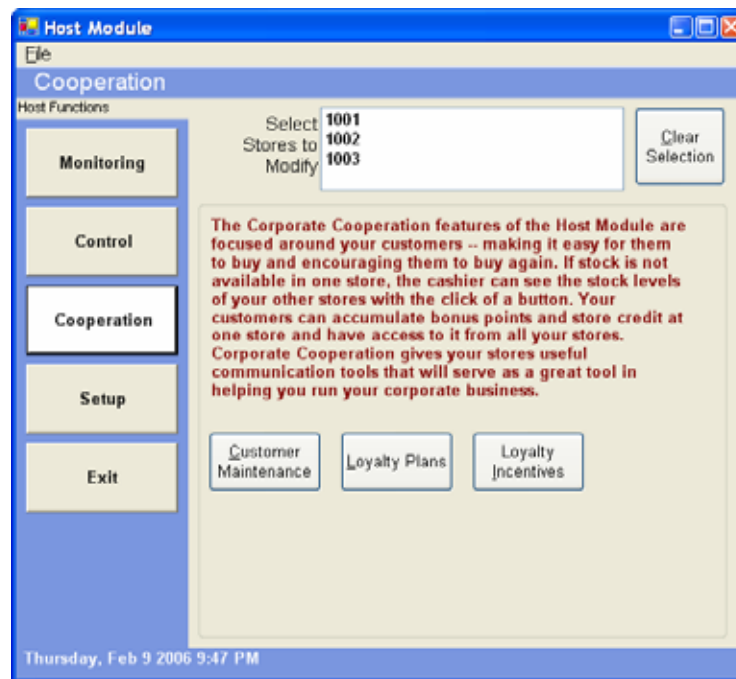 Host Module
File
Cooperation
Host Functions
Monitoring
Control
Cooperation
Setup
Exit
Select
Stores to
Modify
1001
1002
1003
Clear
Selection
The Corporate Cooperation features of the Host Module are
focused around your customers -- making it easy for them
to buy and encouraging them to buy again. If stock is not
available in one store, the cashier can see the stock levels
of your other stores with the click of a button. Your
customers can accumulate bonus points and store credit at
one store and have access to it from all your stores.
Corporate Cooperation gives your stores useful
communication tools that will serve as a great tool in
helping you run your corporate business.
Customer
Maintenance
Loyalty Plans
Loyalty
Incentives
Thursday, Feb 9 2006 9:47 PM